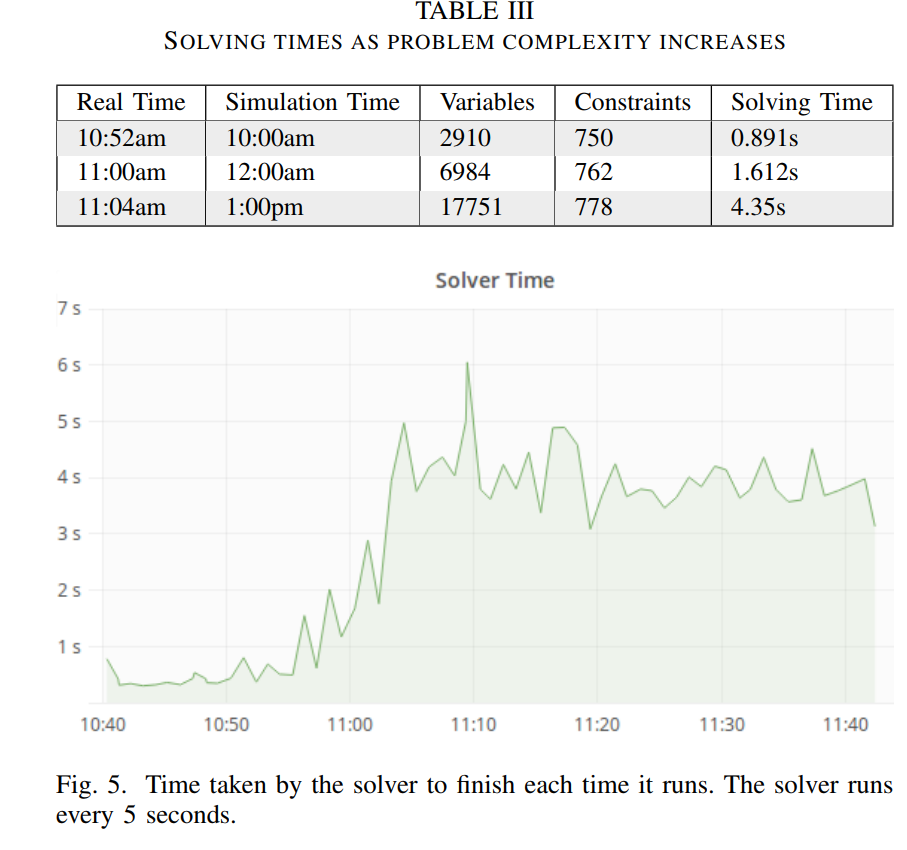 TABLE III
SOLVING TIMES AS PROBLEM COMPLEXITY INCREASES
Real Time Simulation Time Variables Constraints Solving Time
10:52am 10:00am 2910 750 0.891s
11:00am 12:00am 6984 762 1.612s
11:04am 1:00pm 17751 778 4.35s
Solver Time
7 s
6 s
5 s
4 s
3 s
2 s
1 s
10:40 10:50 11:00 11:10 11:20 11:30 11:40
Fig. 5. Time taken by the solver to finish each time it runs. The solver runs
every 5 seconds.